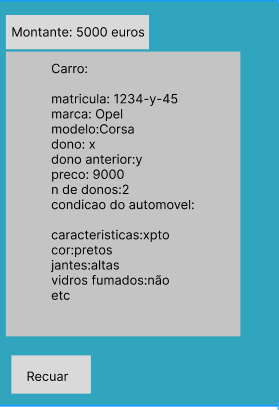 Montante: 5000 euros
Carro:
matricula: 1234-y-45
marca: Opel
modelo:Corsa
dono: x
dono anterior:y
preco: 9000
n de donos:2
condicao do automovel:
caracteristicas:xpto
cor:pretos
jantes:altas
vidros fumados:não
etc
Recuar